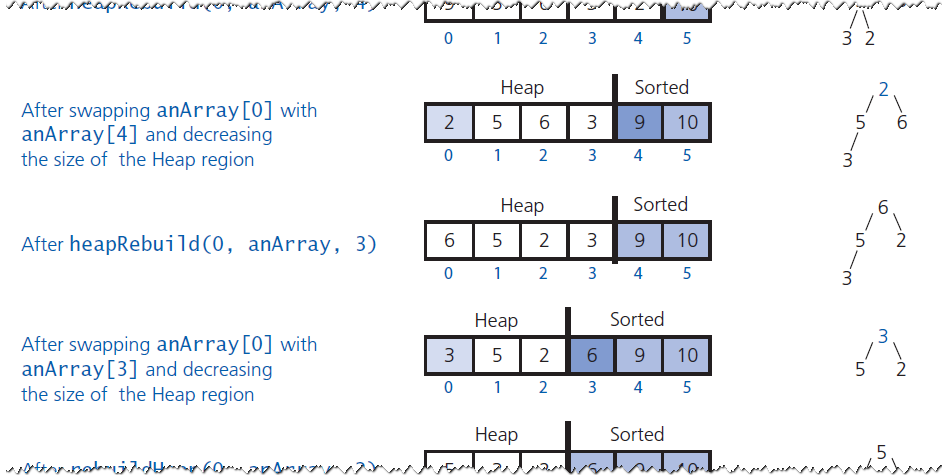 0 1 2 3 4 5
3 2
Heap Sorted
After swapping anArray[0] with
anArray[4] and decreasing
the size of the Heap region
2 5 6 3 9 10
0 1 2 3 4 5
2
5 6
3
Heap Sorted
After heapRebuild(0, anArray, 3)
6 5 2 3 9 10
0 1 2 3 4 5
6
5 2
3
Heap Sorted
After swapping anArray[0] with
anArray[3] and decreasing
the size of the Heap region
3 5 2 6 9 10
0 1 2 3 4 5
3
5 2
Heap Sorted
5